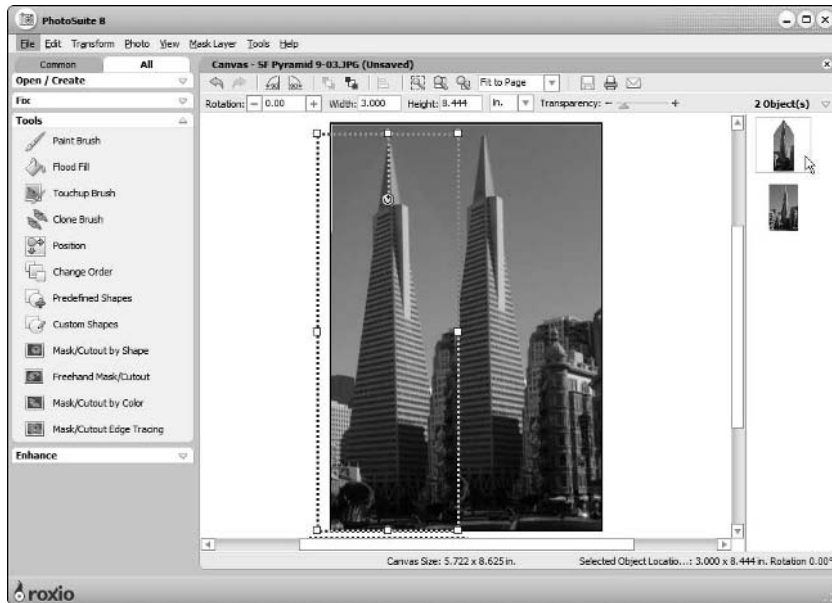 PhotoSuite 8
File Edit Transform Photo View Mask Layer Tools Help
Common All
Canvas - SF Pyramid 9-03.JPG (Unsaved)
Open / Create
Fit to Page
Fix
Rotation: 0.00 Width: 3.000 Height: 8.444 in. Transparency: 2 Object(s)
Tools
Paint Brush
Flood Fill
Touchup Brush
Clone Brush
Position
Change Order
Predefined Shapes
Custom Shapes
Mask/Cutout by Shape
Freehand Mask/Cutout
Mask/Cutout by Color
Mask/Cutout Edge Tracing
Enhance
Canvas Size: 5.722 x 8.625 in. Selected Object Locatio...: 3.000 x 8.444 in. Rotation 0.00°
roxio